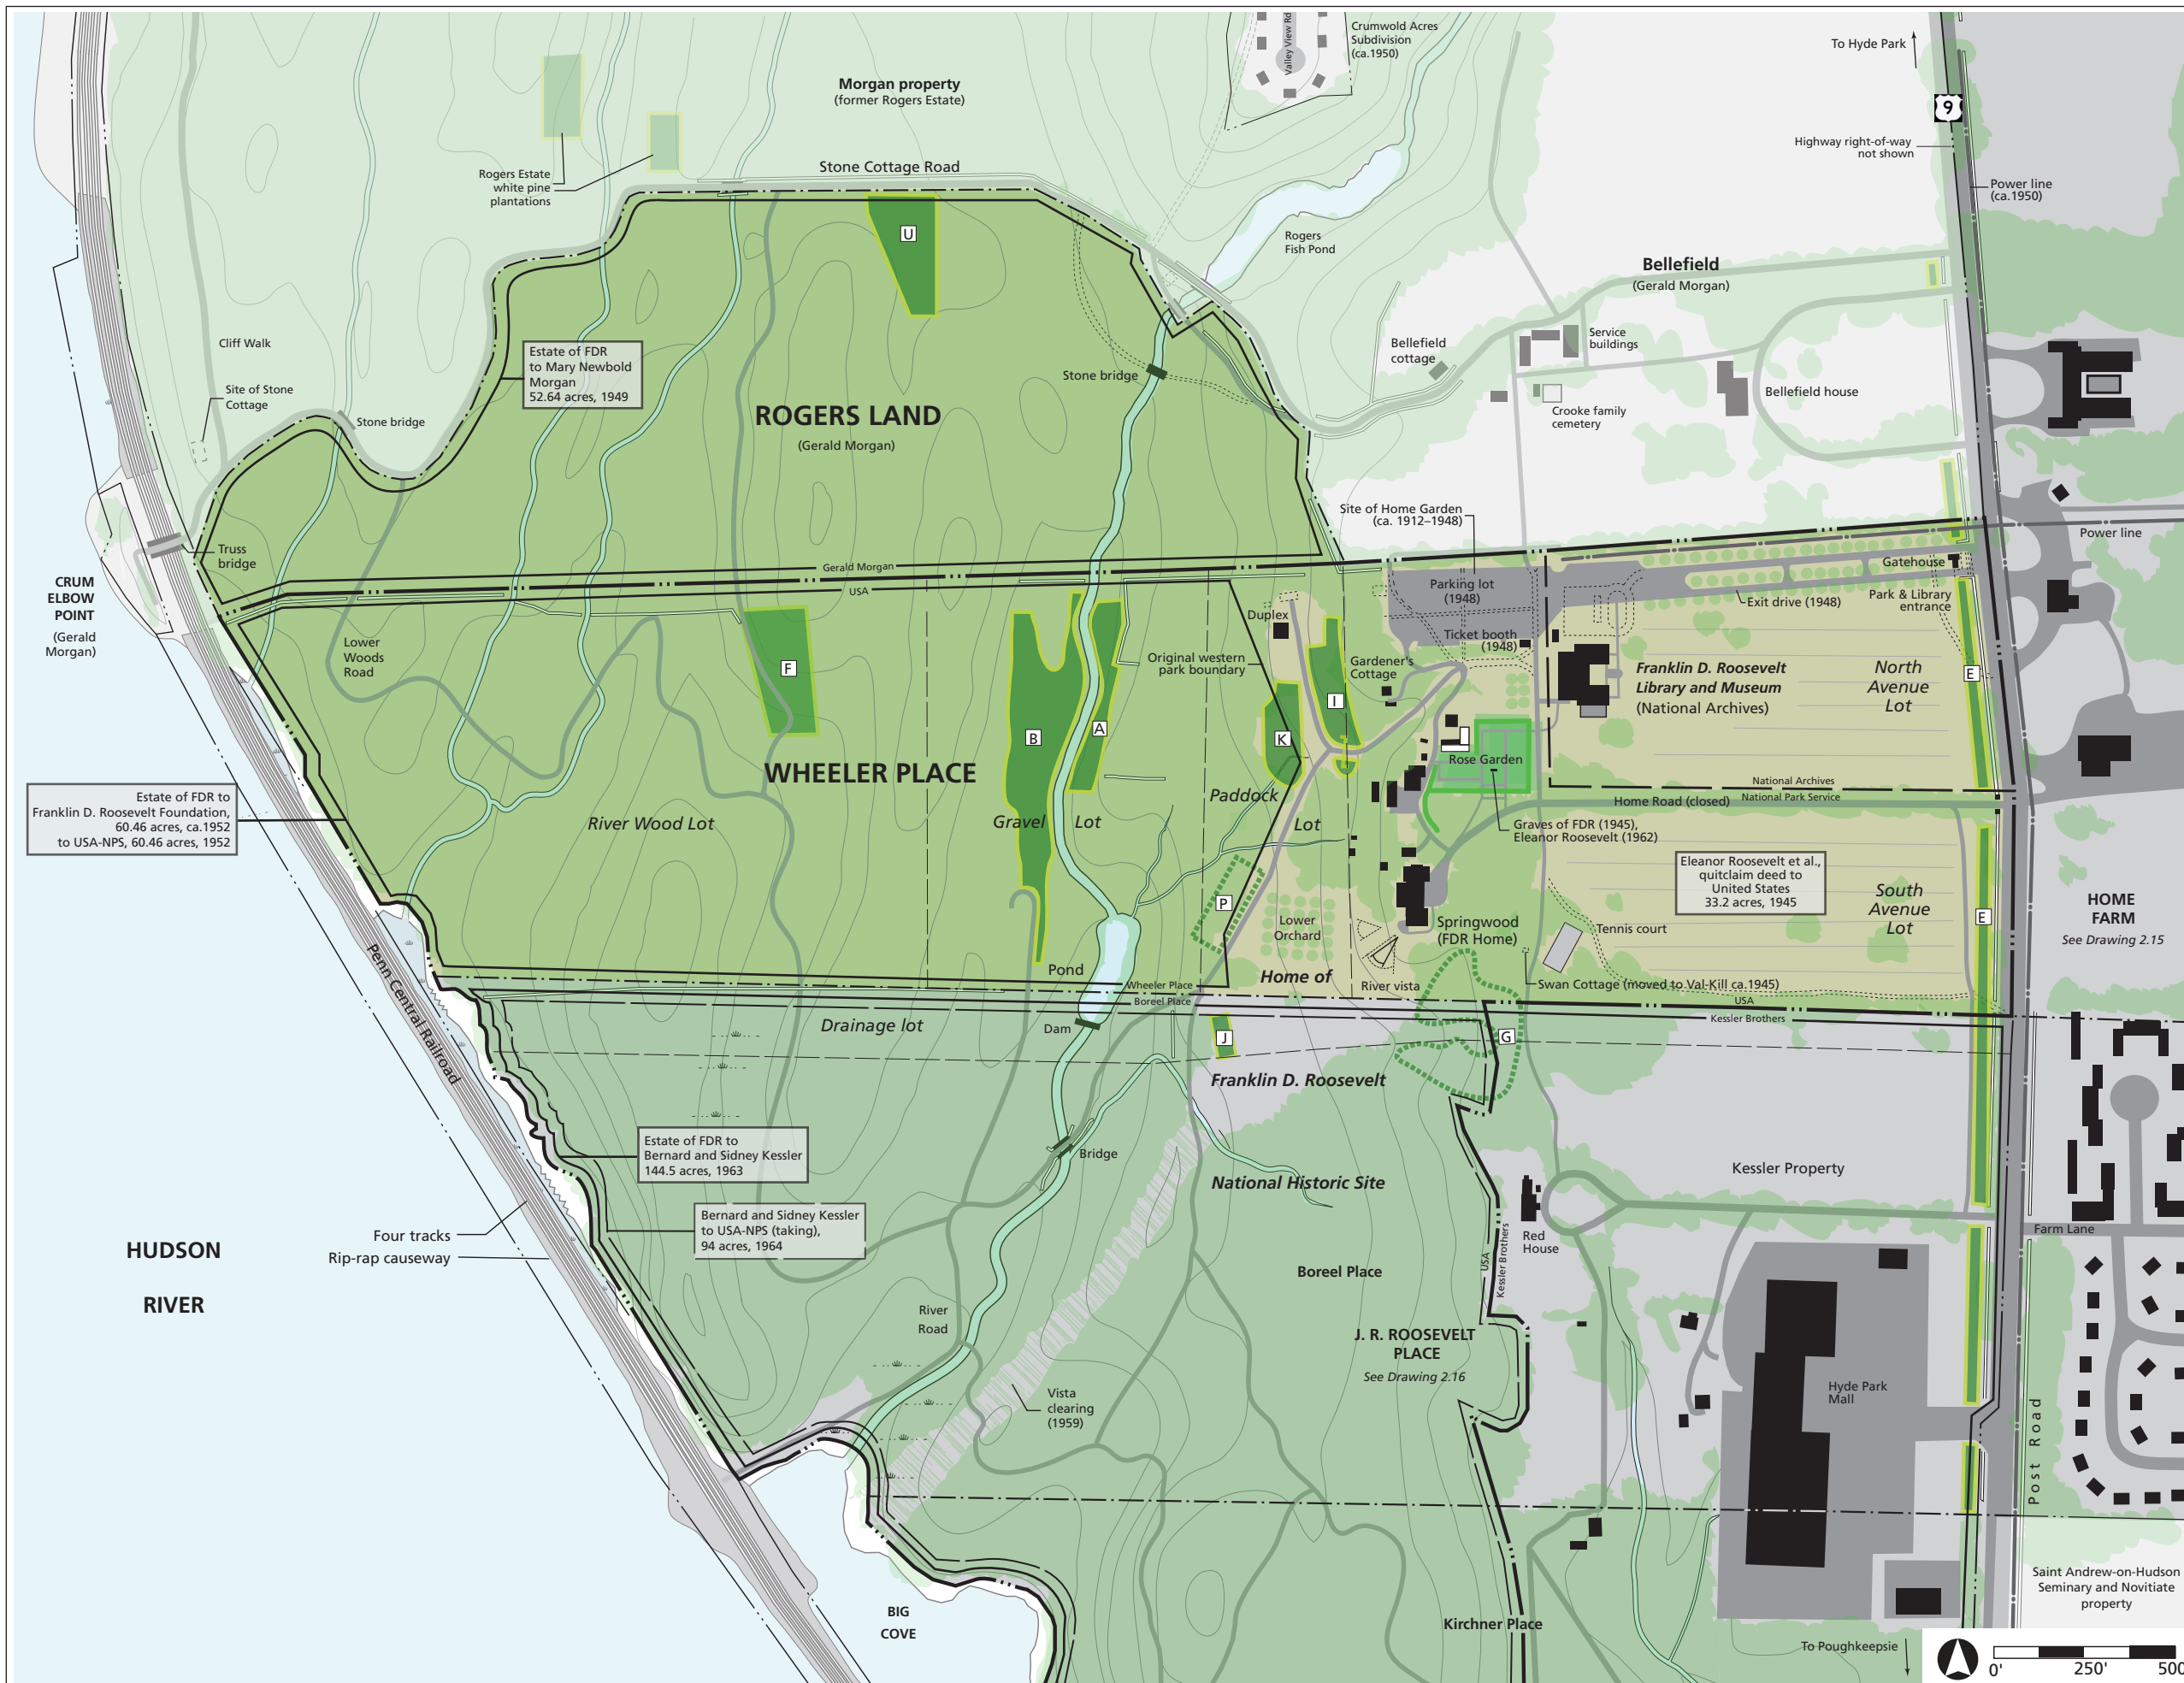 To Hyde Park
Crumwold Acres
Subdivision
(ca.1950)
Valley View Rd
9
Morgan property
(former Rogers Estate)
Highway right-of-way
not shown
Stone Cottage Road
Rogers Estate
white pine
plantations
Power line
(ca.1950)
U
Rogers
Fish Pond
Bellefield
(Gerald Morgan)
Cliff Walk
Estate of FDR
to Mary Newbold
Morgan
52.64 acres, 1949
Stone bridge
Bellefield
cottage
Service
buildings
Bellefield house
Site of Stone
Cottage
Stone bridge
ROGERS LAND
(Gerald Morgan)
Crooke family
cemetery
Site of Home Garden
(ca. 1912–1948)
Power line
Truss
bridge
CRUM
ELBOW
POINT
(Gerald
Morgan)
Gerald Morgan
USA
Parking lot
(1948)
Gatehouse
Park & Library
entrance
Exit drive (1948)
Lower
Woods
Road
Duplex
Ticket booth
(1948)
F
Original western
park boundary
Gardener's
Cottage
Franklin D. Roosevelt
Library and Museum
(National Archives)
North
Avenue
Lot
E
I
B
A
K
WHEELER PLACE
Rose Garden
National Archives
National Park Service
Home Road (closed)
Estate of FDR to
Franklin D. Roosevelt Foundation,
60.46 acres, ca.1952
to USA-NPS, 60.46 acres, 1952
River Wood Lot
Gravel Lot
Paddock Lot
Graves of FDR (1945),
Eleanor Roosevelt (1962)
Eleanor Roosevelt et al.,
quitclaim deed to
United States
33.2 acres, 1945
South
Avenue
Lot
E
HOME
FARM
See Drawing 2.15
P
Lower
Orchard
Springwood
(FDR Home)
Tennis court
Penn Central Railroad
Pond
Wheeler Place
Boreel Place
Home of
River vista
Swan Cottage (moved to Val-Kill ca.1945)
USA
Kessler Brothers
Drainage lot
Dam
J
G
Franklin D. Roosevelt
Estate of FDR to
Bernard and Sidney Kessler
144.5 acres, 1963
Bridge
National Historic Site
Kessler Property
Bernard and Sidney Kessler
to USA-NPS (taking),
94 acres, 1964
Four tracks
Rip-rap causeway
HUDSON
RIVER
USA
Kessler Brothers
Red
House
Farm Lane
Boreel Place
River
Road
J. R. ROOSEVELT
PLACE
See Drawing 2.16
Vista
clearing
(1959)
Hyde Park
Mall
Post Road
Saint Andrew-on-Hudson
Seminary and Novitiate
property
BIG
COVE
Kirchner Place
To Poughkeepsie
0' 250' 500